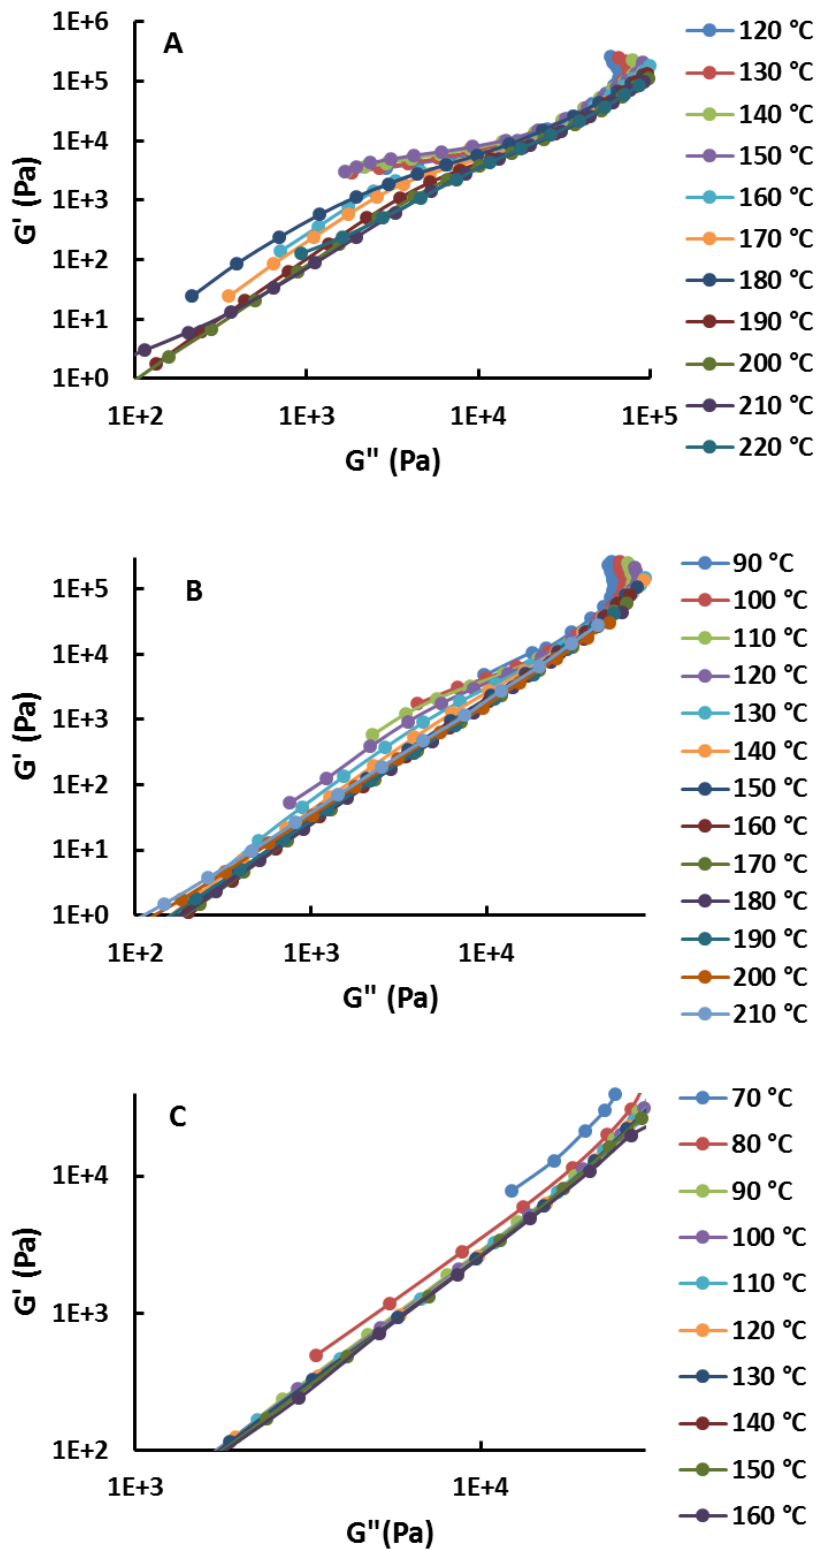 A
1E+6
1E+5
1E+4
1E+3
1E+2
1E+1
1E+0
G' (Pa)
1E+2 1E+3 1E+4 1E+5
G" (Pa)
120 °C
130 °C
140 °C
150 °C
160 °C
170 °C
180 °C
190 °C
200 °C
210 °C
220 °C
B
1E+5
1E+4
1E+3
1E+2
1E+1
1E+0
G' (Pa)
1E+2 1E+3 1E+4
G" (Pa)
90 °C
100 °C
110 °C
120 °C
130 °C
140 °C
150 °C
160 °C
170 °C
180 °C
190 °C
200 °C
210 °C
C
1E+4
1E+3
1E+2
G' (Pa)
1E+3 1E+4
G"(Pa)
70 °C
80 °C
90 °C
100 °C
110 °C
120 °C
130 °C
140 °C
150 °C
160 °C